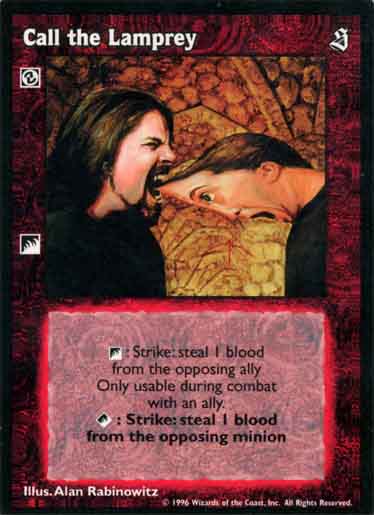 Call the Lamprey
: Strike: steal 1 blood
from the opposing ally
Only usable during combat
with an ally.
: Strike: steal 1 blood
from the opposing minion
Illus. Alan Rabinowitz
© 1996 Wizards of the Coast, Inc. All Rights Reserved.